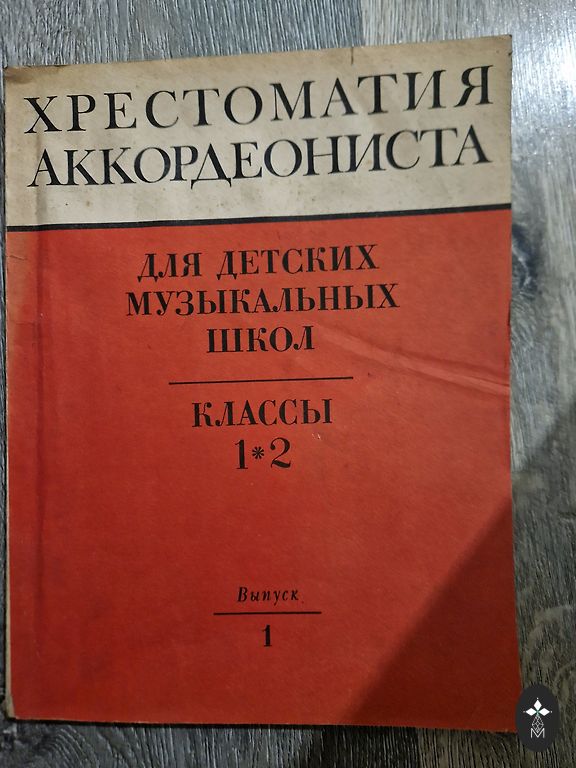 ХРЕСТОМАТИЯ
АККОРДЕОНИСТА
ДЛЯ ДЕТСКИХ
МУЗЫКАЛЬНЫХ
ШКОЛ
КЛАССЫ
1*2
Выпуск
1